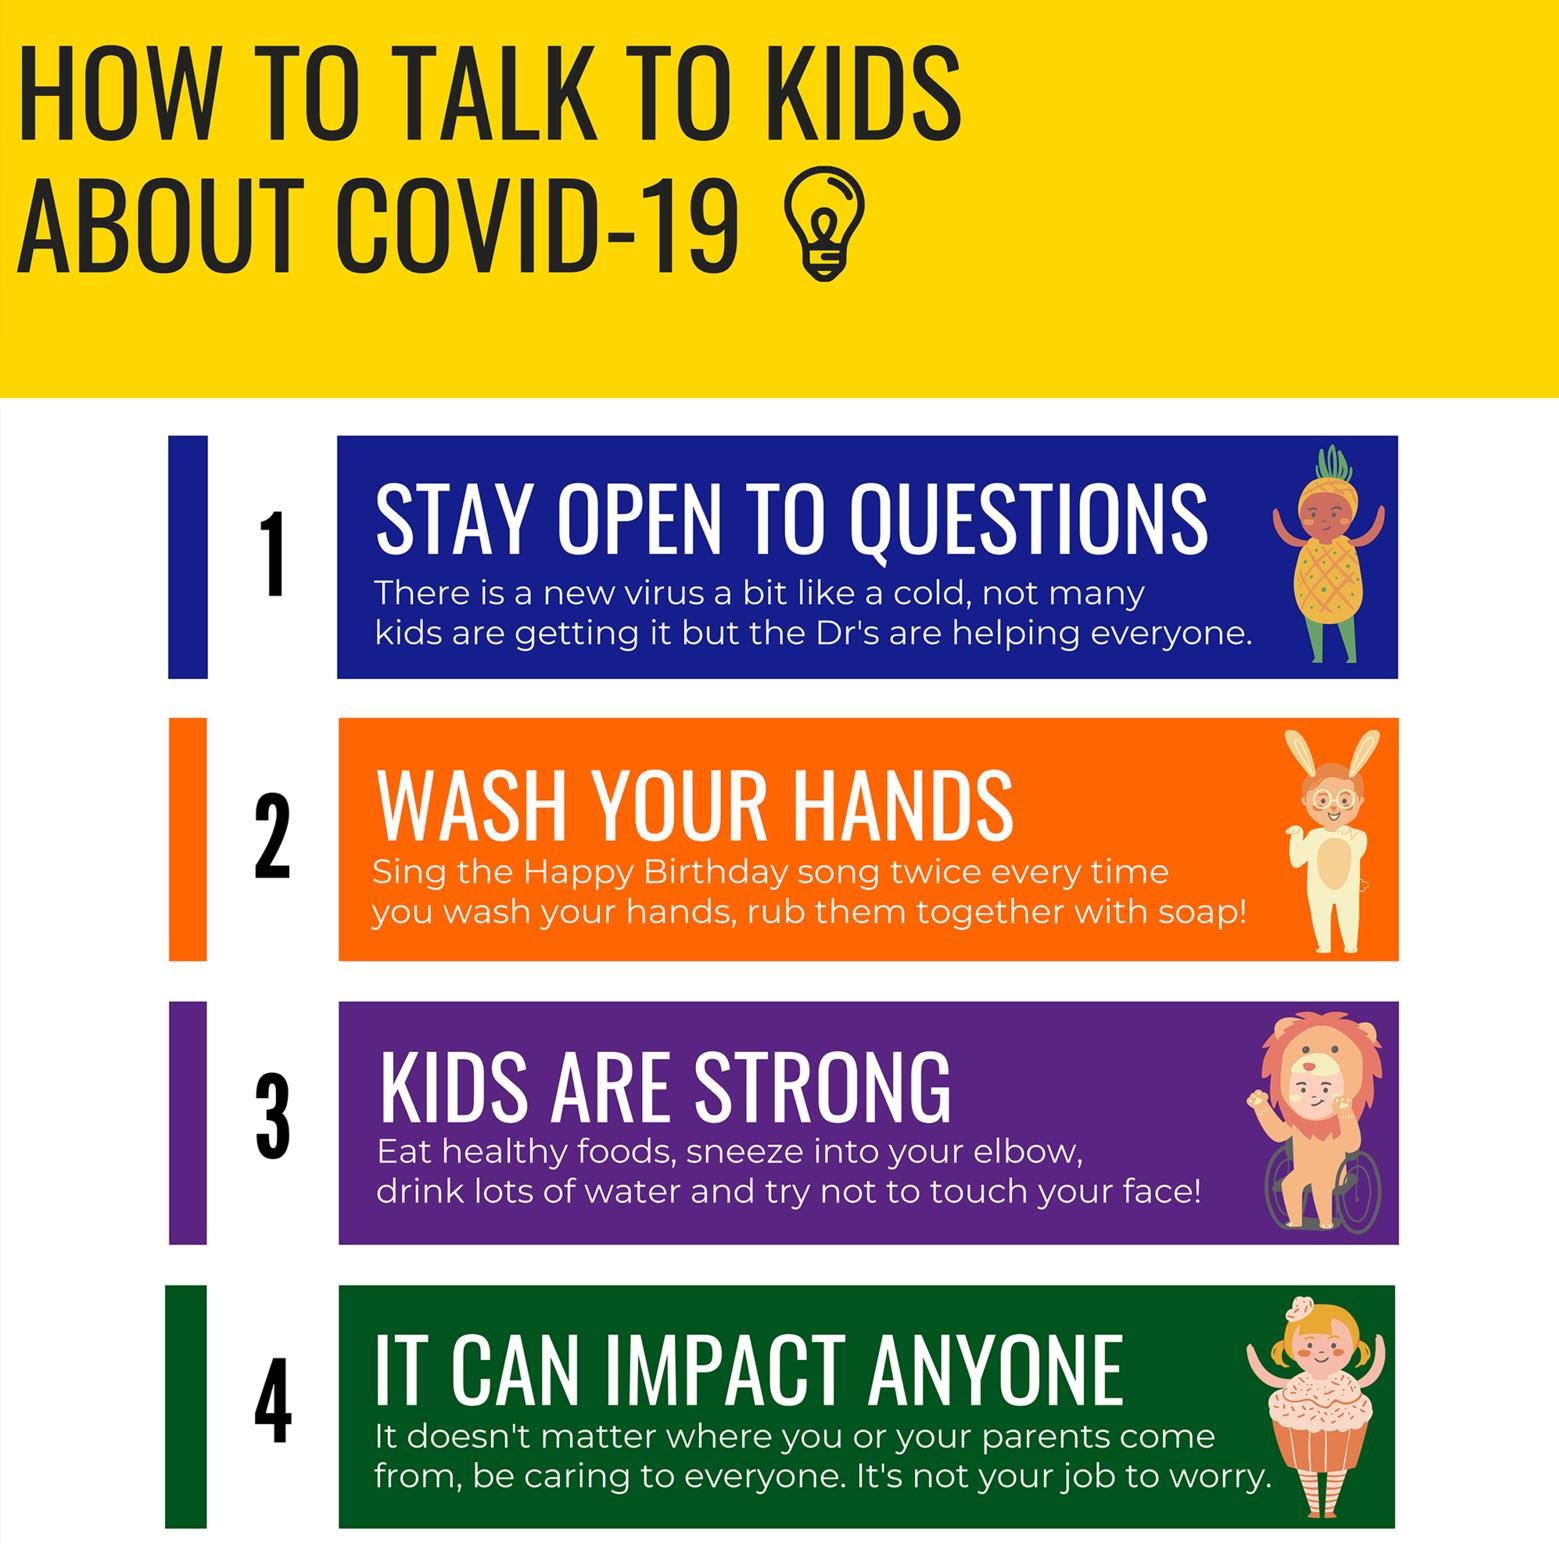 HOW TO TALK TO KIDS
ABOUT COVID-19
1
STAY OPEN TO QUESTIONS
There is a new virus a bit like a cold, not many
kids are getting it but the Dr's are helping everyone.
2
WASH YOUR HANDS
Sing the Happy Birthday song twice every time
you wash your hands, rub them together with soap!
3
KIDS ARE STRONG
Eat healthy foods, sneeze into your elbow,
drink lots of water and try not to touch your face!
4
IT CAN IMPACT ANYONE
It doesn't matter where you or your parents come
from, be caring to everyone. It's not your job to worry.